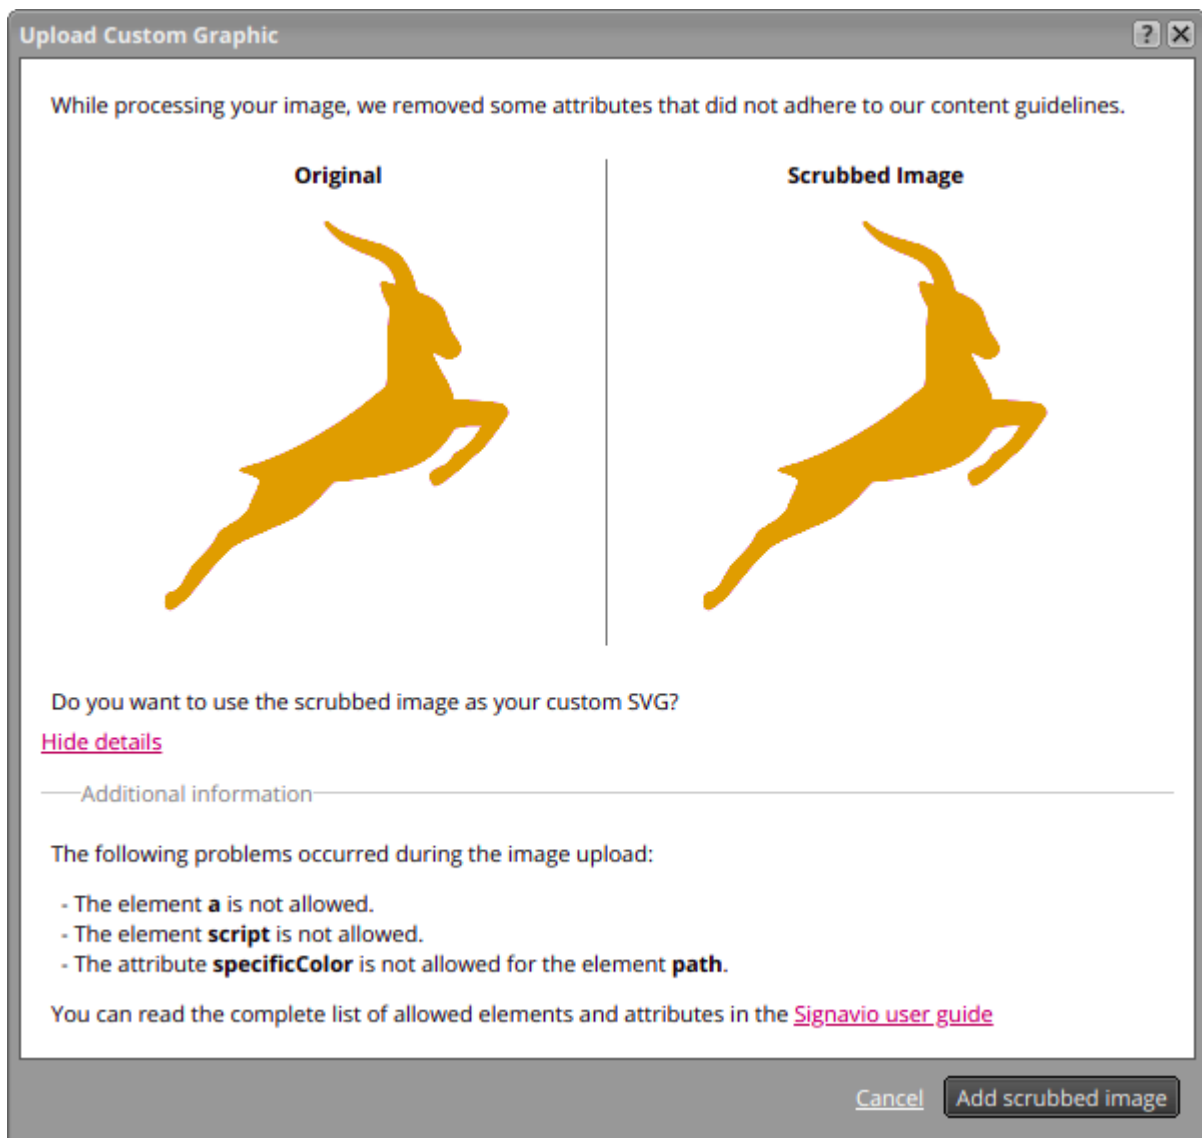 Upload Custom Graphic
?
While processing your image, we removed some attributes that did not adhere to our content guidelines.
Original
Scrubbed Image
Do you want to use the scrubbed image as your custom SVG?
Hide details
Additional information
The following problems occurred during the image upload:
- The element a is not allowed.
- The element script is not allowed.
- The attribute specificColor is not allowed for the element path.
You can read the complete list of allowed elements and attributes in the Signavio user guide
Cancel
Add scrubbed image